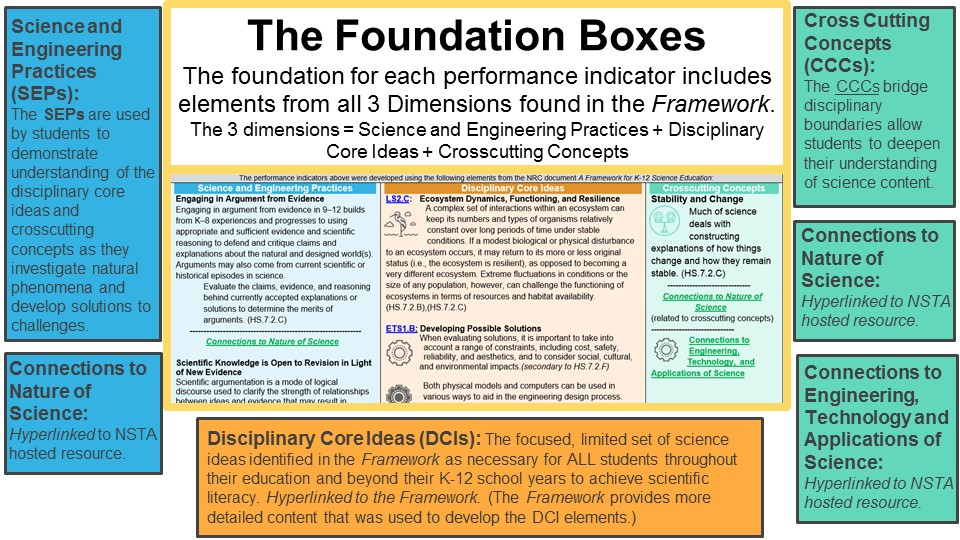 Science and
Engineering
Practices
(SEPs):
The SEPs are used
by students to
demonstrate
understanding of the
disciplinary core
ideas and
crosscutting
concepts as they
investigate natural
phenomena and
develop solutions to
challenges.
Connections to
Nature of
Science:
Hyperlinked to NSTA
hosted resource.
The Foundation Boxes
The foundation for each performance indicator includes
elements from all 3 Dimensions found in the Framework.
The 3 dimensions = Science and Engineering Practices + Disciplinary
Core Ideas + Crosscutting Concepts
The performance indicators above were developed using the following elements from the NRC document A Framework for K-12 Science Education:
Science and Engineering Practices
Engaging in Argument from Evidence
Engaging in argument from evidence in 9–12 builds
from K–8 experiences and progresses to using
appropriate and sufficient evidence and scientific
reasoning to defend and critique claims and
explanations about the natural and designed world(s).
Arguments may also come from current scientific or
historical episodes in science.
Evaluate the claims, evidence, and reasoning
behind currently accepted explanations or
solutions to determine the merits of
arguments. (HS.7.2.C)
Connections to Nature of Science
Scientific Knowledge is Open to Revision in Light
of New Evidence
Scientific argumentation is a mode of logical
discourse used to clarify the strength of relationships
between ideas and evidence that may result in
Disciplinary Core Ideas
LS2.C: Ecosystem Dynamics, Functioning, and Resilience
A complex set of interactions within an ecosystem can
keep its numbers and types of organisms relatively
constant over long periods of time under stable
conditions. If a modest biological or physical disturbance
to an ecosystem occurs, it may return to its more or less original
status (i.e., the ecosystem is resilient), as opposed to becoming a
very different ecosystem. Extreme fluctuations in conditions or the
size of any population, however, can challenge the functioning of
ecosystems in terms of resources and habitat availability.
(HS.7.2.B),(HS.7.2.C)
ETS1.B: Developing Possible Solutions
When evaluating solutions, it is important to take into
account a range of constraints, including cost, safety,
reliability, and aesthetics, and to consider social, cultural,
and environmental impacts.(secondary to HS.7.2.F)
Both physical models and computers can be used in
various ways to aid in the engineering design process.
Crosscutting Concepts
Stability and Change
Much of science
deals with
constructing
explanations of how things
change and how they remain
stable. (HS.7.2.C)
Connections to Nature of
Science
(related to crosscutting concepts)
Connections to
Engineering,
Technology, and
Applications of Science
Disciplinary Core Ideas (DCIs): The focused, limited set of science
ideas identified in the Framework as necessary for ALL students throughout
their education and beyond their K-12 school years to achieve scientific
literacy. Hyperlinked to the Framework. (The Framework provides more
detailed content that was used to develop the DCI elements.)
Cross Cutting
Concepts
(CCCs):
The CCCs bridge
disciplinary
boundaries allow
students to deepen
their understanding
of science content.
Connections to
Nature of
Science:
Hyperlinked to NSTA
hosted resource.
Connections to
Engineering,
Technology and
Applications of
Science:
Hyperlinked to NSTA
hosted resource.